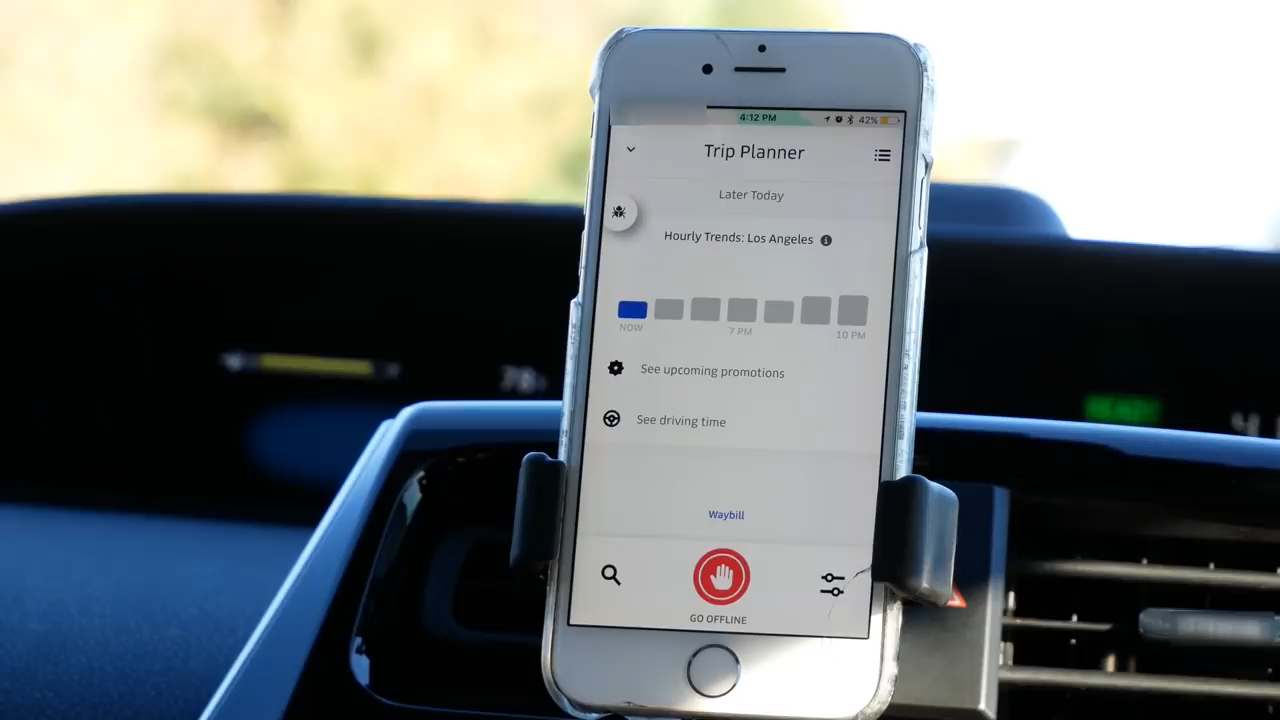 4:12 PM
42%
Trip Planner
Later Today
Hourly Trends: Los Angeles
NOW
7 PM
10 PM
See upcoming promotions
See driving time
Waybill
GO OFFLINE
READY